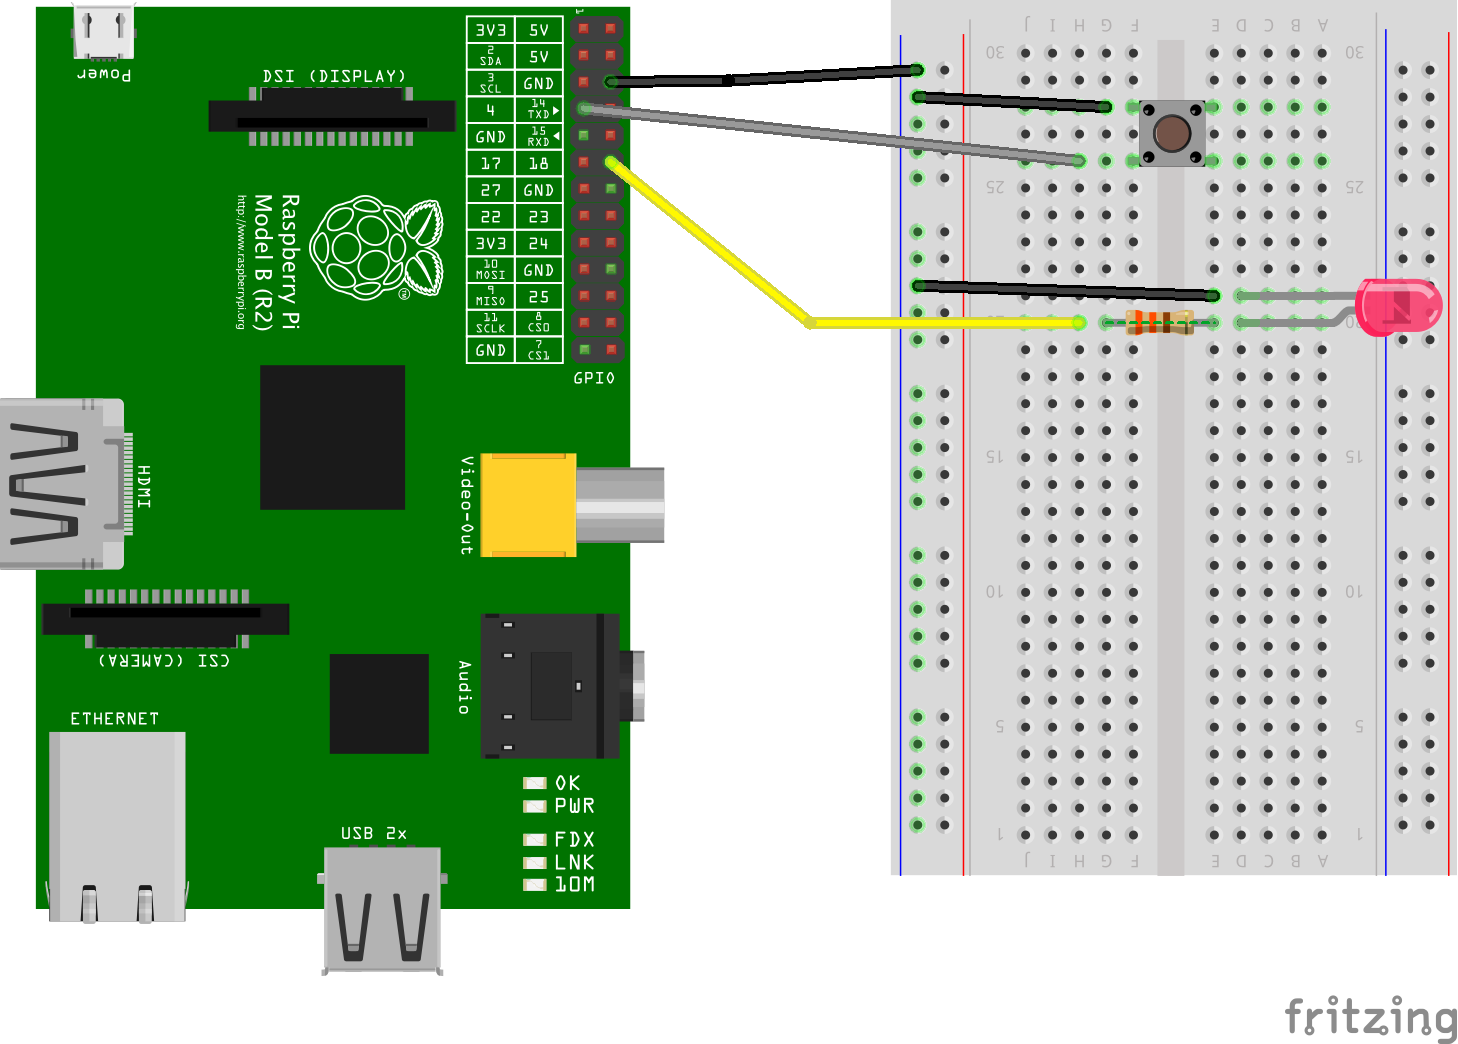 Power
DSI (DISPLAY)
Raspberry Pi
Model B (R2)
http://www.raspberrypi.org
TM
1
3V3 5V
2 SDA 5V
3 SCL GND
4 14 TXD
GND 15 RXD
17 18
27 GND
22 23
3V3 24
10 MOSI GND
9 MISO 25
11 SCLK 8 CS0
GND 7 CS1
GPIO
HDMI
Video-Out
CSI (CAMERA)
Audio
ETHERNET
USB 2x
OK
PWR
FDX
LNK
10M
J I H G F E D C B A
30 30
25 25
20
15 15
10 10
5 5
1 1
J I H G F E D C B A
fritzing